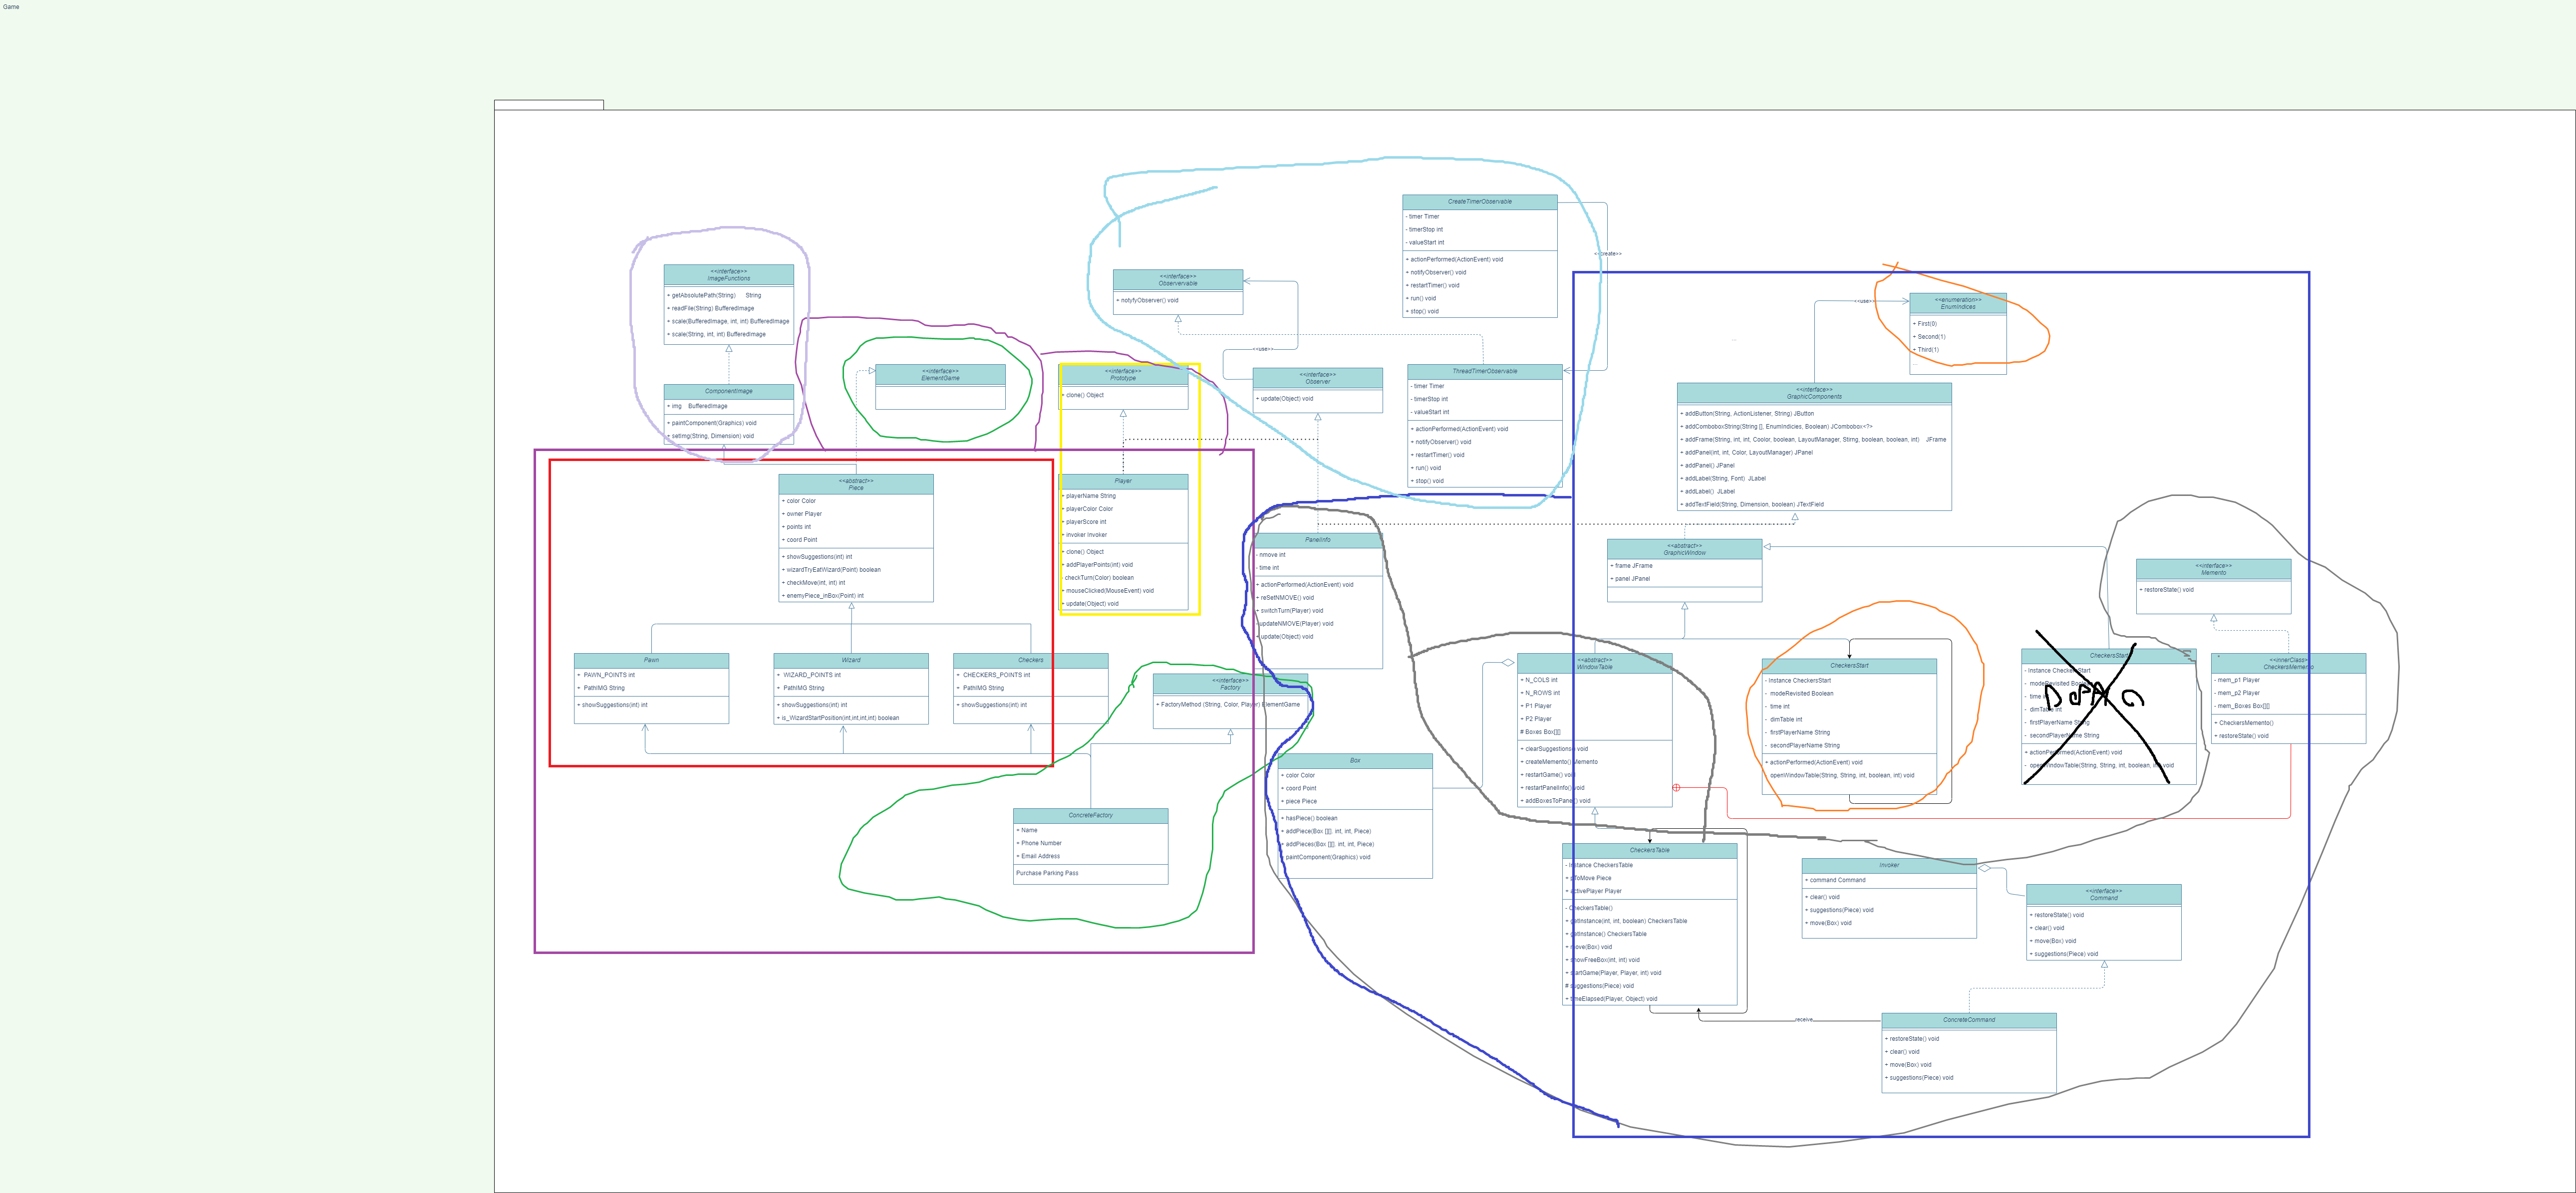 Game
CreateTimerObservable
- timer Timer
- timerStop int
- valueStart int
+ actionPerformed(ActionEvent) void
+ notifyObserver() void
+ restartTimer() void
+ run() void
+ stop() void
<<create>>
<<interface>>
ImageFunctions
+ getAbsolutePath(String) String
+ readFile(String) BufferedImage
+ scale(BufferedImage, int, int) BufferedImage
+ scale(String, int, int) BufferedImage
<<interface>>
Observervable
+ notyfyObserver() void
<<use>>
<<use>>
<<enumeration>>
EnumIndices
+ First(0)
+ Second(1)
+ Third(1)
ComponentImage
+ img BufferedImage
+ paintComponent(Graphics) void
+ setImg(String, Dimension) void
<<interface>>
ElementGame
<<interface>>
Prototype
+ clone() Object
<<interface>>
Observer
+ update(Object) void
ThreadTimerObservable
- timer Timer
- timerStop int
- valueStart int
+ actionPerformed(ActionEvent) void
+ notifyObserver() void
+ restartTimer() void
+ run() void
+ stop() void
<<interface>>
GraphicComponents
+ addButton(String, ActionListener, String) JButton
+ addComboboxString(String [], EnumIndicies, Boolean) JCombobox<?>
+ addFrame(String, int, int, Coolor, boolean, LayoutManager, Stirng, boolean, boolean, int) JFrame
+ addPanel(int, int, Color, LayoutManager) JPanel
+ addPanel() JPanel
+ addLabel(String, Font) JLabel
+ addLabel() JLabel
+ addTextField(String, Dimension, boolean) JTextField
<<abstract>>
Piece
+ color Color
+ owner Player
+ points int
+ coord Point
+ showSuggestions(int) int
+ wizardTryEatWizard(Point) boolean
+ checkMove(int, int) int
+ enemyPiece_inBox(Point) int
Player
+ playerName String
+ playerColor Color
+ playerScore int
+ invoker Invoker
+ clone() Object
+ addPlayerPoints(int) void
checkTurn(Color) boolean
+ mouseClicked(MouseEvent) void
+ update(Object) void
PanelInfo
- nmove int
- time int
+ actionPerformed(ActionEvent) void
+ reSetNMOVE() void
+ switchTurn(Player) void
updateNMOVE(Player) void
update(Object) void
<<abstract>>
GraphicWindow
+ frame JFrame
+ panel JPanel
<<interface>>
Memento
+ restoreState() void
Pawn
+ PAWN_POINTS int
+ PathIMG String
+ showSuggestions(int) int
Wizard
+ WIZARD_POINTS int
+ PathIMG String
+ showSuggestions(int) int
+ is_WizardStartPosition(int,int,int,int) boolean
Checkers
+ CHECKERS_POINTS int
+ PathIMG String
+ showSuggestions(int) int
<<interface>>
Factory
+ FactoryMethod (String, Color, Player) ElementGame
<<abstract>>
WindowTable
+ N_COLS int
+ N_ROWS int
+ P1 Player
+ P2 Player
# Boxes Box[][]
+ clearSuggestions() void
+ createMemento() Memento
+ restartGame() void
+ restartPanelInfo() void
+ addBoxesToPanel() void
CheckersStart
- Instance CheckersStart
- modeRevisited Boolean
- time int
- dimTable int
- firstPlayerName String
- secondPlayerName String
+ actionPerformed(ActionEvent) void
openWindowTable(String, String, int, boolean, int) void
CheckersStart
- Instance CheckersStart
- modeRevisited Boolean
- time int
- dimTable int
- firstPlayerName String
- secondPlayerName String
+ actionPerformed(ActionEvent) void
- openWindowTable(String, String, int, boolean, int) void
<<innerClass>>
CheckersMemento
- mem_p1 Player
- mem_p2 Player
- mem_Boxes Box[][]
+ CheckersMemento()
+ restoreState() void
Box
+ color Color
+ coord Point
+ piece Piece
+ hasPiece() boolean
+ addPiece(Box [][], int, int, Piece)
+ addPieces(Box [][], int, int, Piece)
paintComponent(Graphics) void
ConcreteFactory
+ Name
+ Phone Number
+ Email Address
Purchase Parking Pass
CheckersTable
- Instance CheckersTable
+ pToMove Piece
+ activePlayer Player
- CheckersTable()
+ getInstance(int, int, boolean) CheckersTable
+ getInstance() CheckersTable
+ move(Box) void
+ showFreeBox(int, int) void
+ startGame(Player, Player, int) void
# suggestions(Piece) void
+ timeElapsed(Player, Object) void
Invoker
+ command Command
+ clear() void
+ suggestions(Piece) void
+ move(Box) void
<<interface>>
Command
+ restoreState() void
+ clear() void
+ move(Box) void
+ suggestions(Piece) void
receive
ConcreteCommand
+ restoreState() void
+ clear() void
+ move(Box) void
+ suggestions(Piece) void